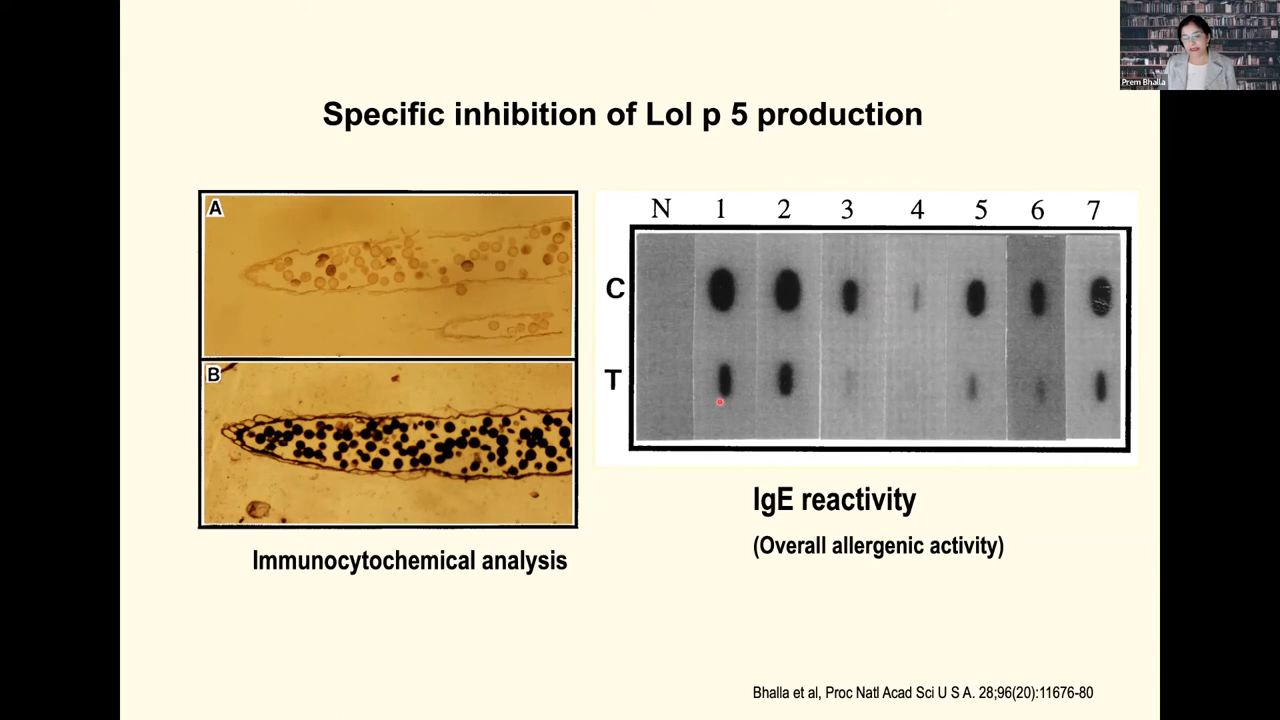 Prem Bhalla
Specific inhibition of Lol p 5 production
A
B
N 1 2 3 4 5 6 7
C
T
IgE reactivity
(Overall allergenic activity)
Immunocytochemical analysis
Bhalla et al, Proc Natl Acad Sci U S A. 28;96(20):11676-80